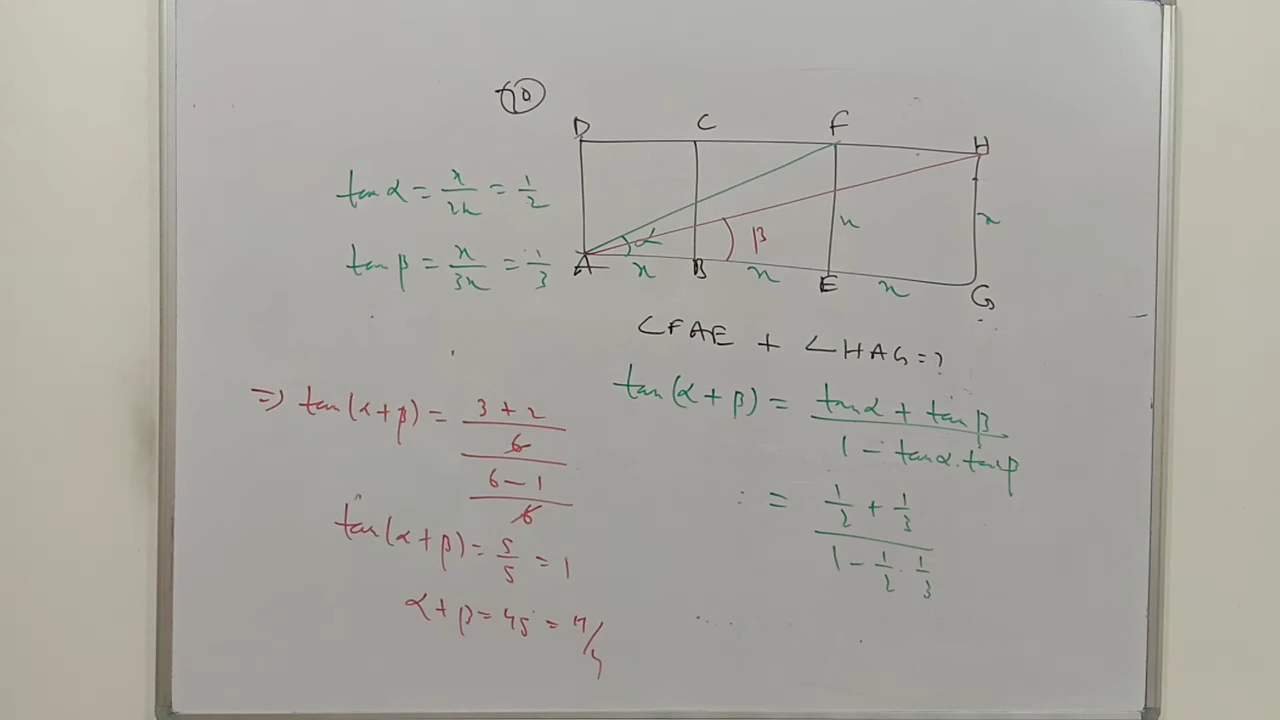 10
D C F H
tan α = x/2x = 1/2
α β x x
tan β = x/3x = 1/3
A B E G
x x x
∠FAE + ∠HAG = ?
tan(α + β) = (tan α + tan β)/(1 - tan α . tan β)
= (1/2 + 1/3)/(1 - 1/2 . 1/3)
⇒ tan(α + β) = ((3 + 2)/6)/((6 - 1)/6)
tan(α + β) = 5/5 = 1
α + β = 45 = π/4